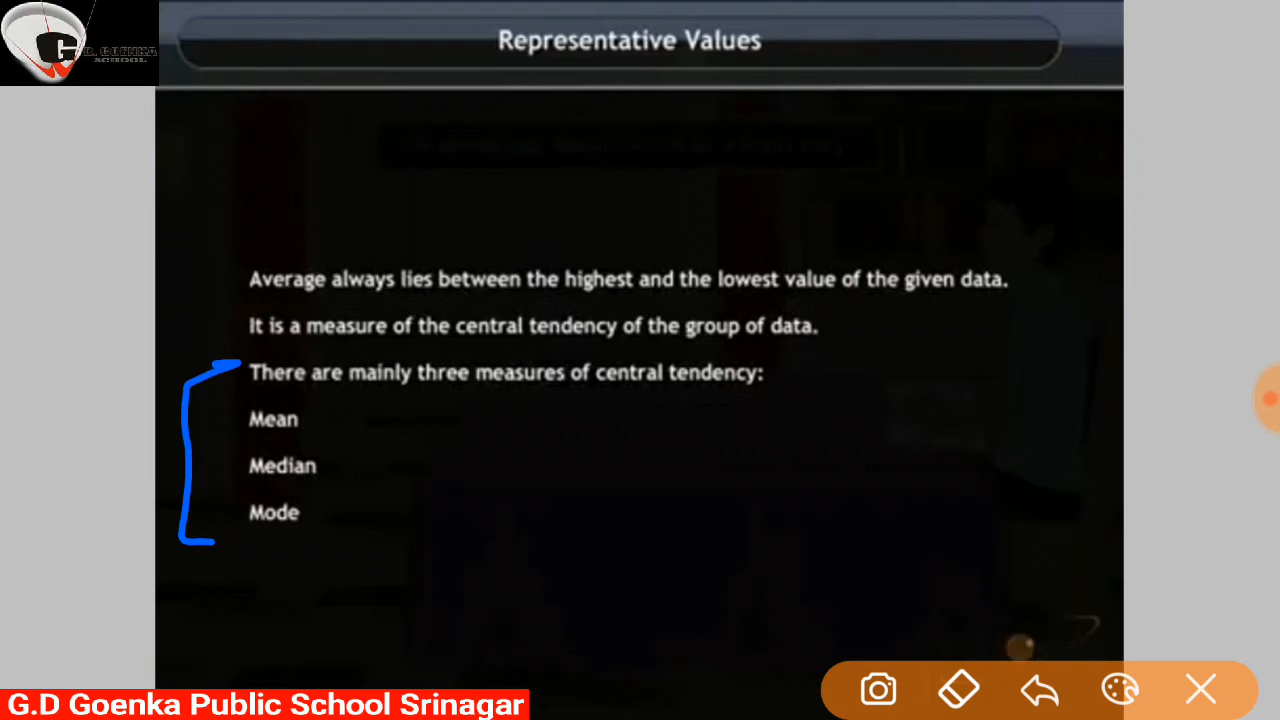 Representative Values
G
D. GOENKA
SCHOOL
Average always lies between the highest and the lowest value of the given data.
It is a measure of the central tendency of the group of data.
There are mainly three measures of central tendency:
Mean
Median
Mode
G.D Goenka Public School Srinagar